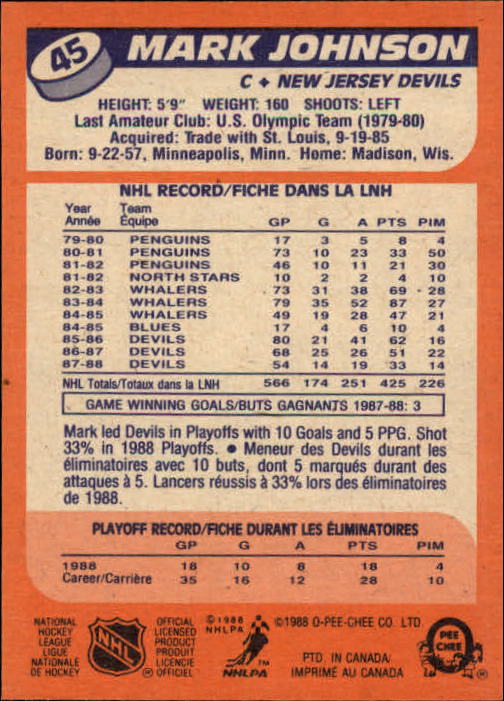 45
MARK JOHNSON
C ♦ NEW JERSEY DEVILS
HEIGHT: 5'9" WEIGHT: 160 SHOOTS: LEFT
Last Amateur Club: U.S. Olympic Team (1979-80)
Acquired: Trade with St. Louis, 9-19-85
Born: 9-22-57, Minneapolis, Minn. Home: Madison, Wis.
NHL RECORD/FICHE DANS LA LNH
Year Team
Année Équipe GP G A PTS PIM
79-80 PENGUINS 17 3 5 8 4
80-81 PENGUINS 73 10 23 33 50
81-82 PENGUINS 46 10 11 21 30
81-82 NORTH STARS 10 2 2 4 10
82-83 WHALERS 73 31 38 69 28
83-84 WHALERS 79 35 52 87 27
84-85 WHALERS 49 19 28 47 21
84-85 BLUES 17 4 6 10 4
85-86 DEVILS 80 21 41 62 16
86-87 DEVILS 68 25 26 51 22
87-88 DEVILS 54 14 19 33 14
NHL Totals/Totaux dans la LNH 566 174 251 425 226
GAME WINNING GOALS/BUTS GAGNANTS 1987-88: 3
Mark led Devils in Playoffs with 10 Goals and 5 PPG. Shot
33% in 1988 Playoffs. ● Meneur des Devils durant les
éliminatoires avec 10 buts, dont 5 marqués durant des
attaques à 5. Lancers réussis à 33% lors des éliminatoires
de 1988.
PLAYOFF RECORD/FICHE DURANT LES ÉLIMINATOIRES
GP G A PTS PIM
1988 18 10 8 18 4
Career/Carrière 35 16 12 28 10
NATIONAL
HOCKEY
LEAGUE
LIGUE
NATIONALE
DE HOCKEY
NHL
OFFICIAL
LICENSED
PRODUCT
PRODUIT
LICENCIE
OFFICIEL
© 1988
NHLPA
TM
NHLPA
©1988 O-PEE-CHEE CO. LTD.
PTD. IN CANADA/
IMPRIMÉ AU CANADA
O
PEE
CHEE